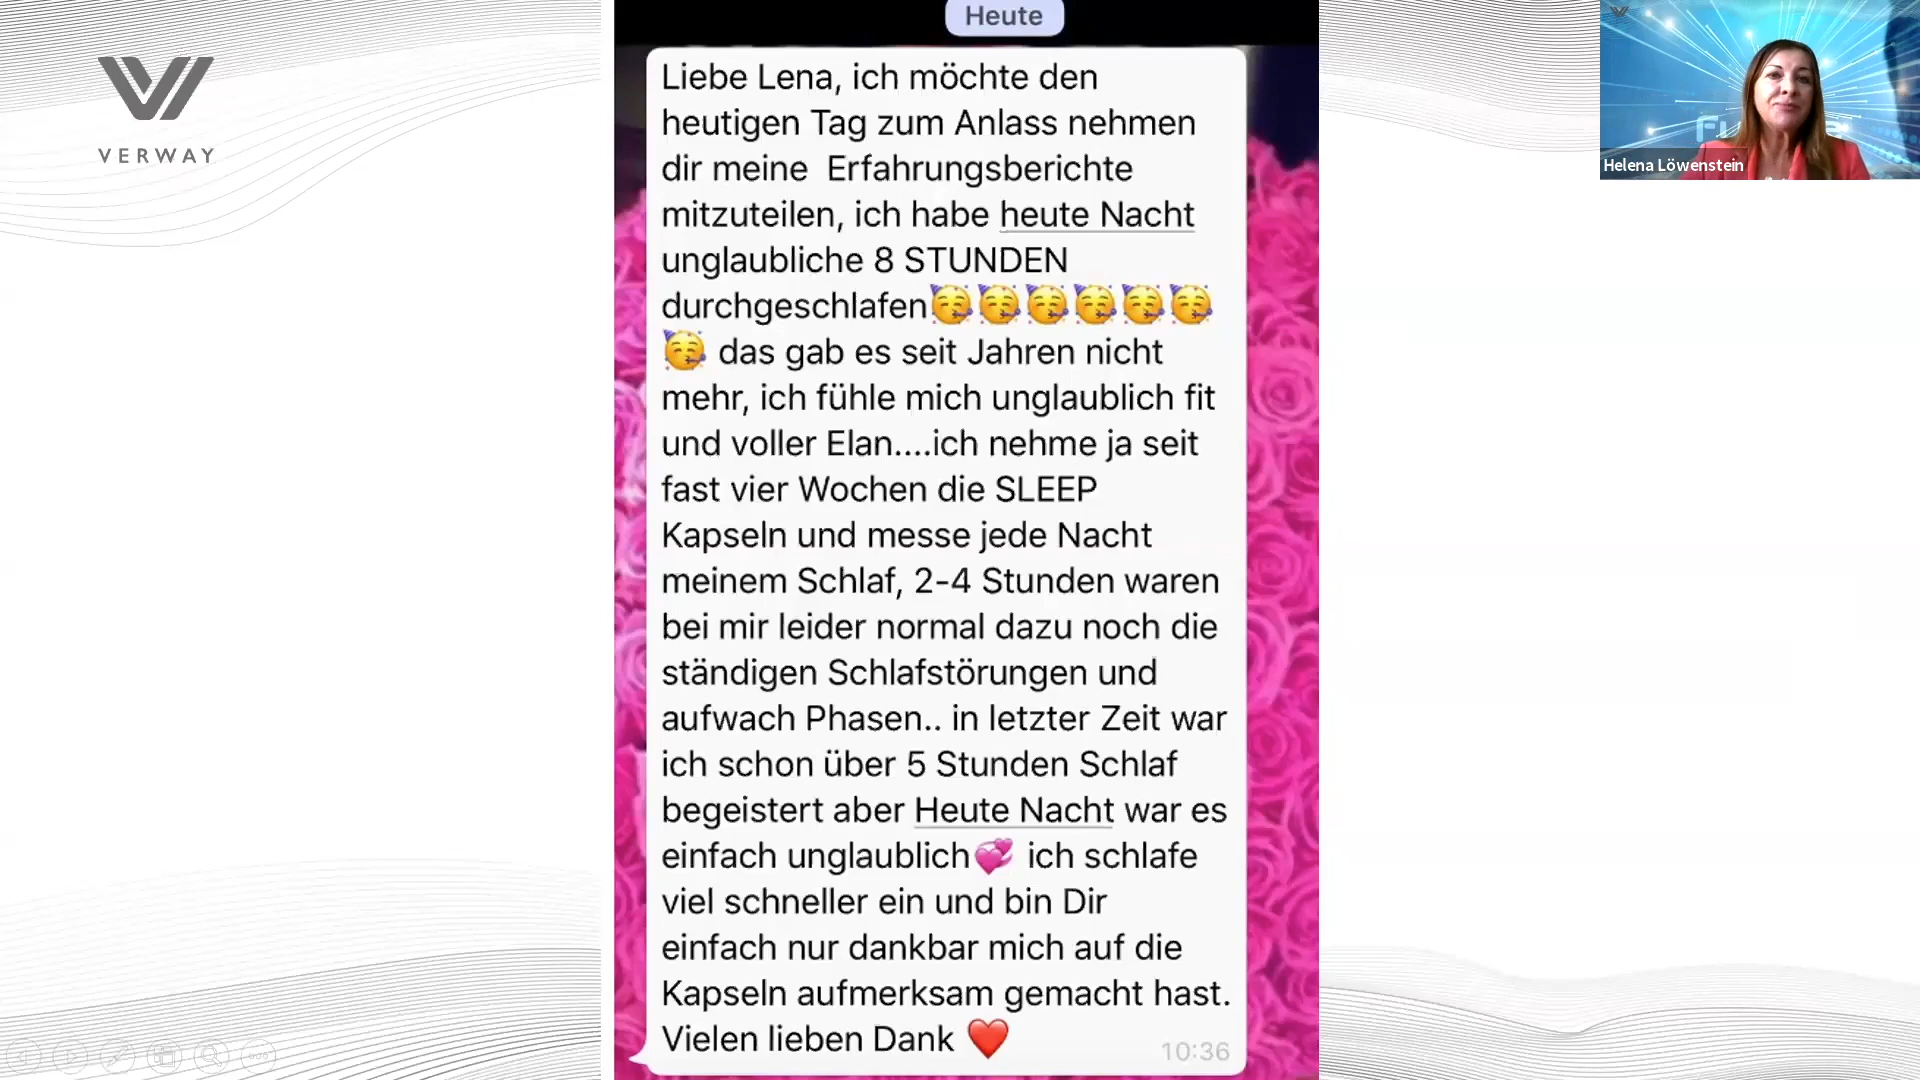 Heute
VERWAY
Liebe Lena, ich möchte den
heutigen Tag zum Anlass nehmen
dir meine  Erfahrungsberichte
mitzuteilen, ich habe heute Nacht
unglaubliche 8 STUNDEN
durchgeschlafen🥳🥳🥳🥳🥳🥳
🥳 das gab es seit Jahren nicht
mehr, ich fühle mich unglaublich fit
und voller Elan....ich nehme ja seit
fast vier Wochen die SLEEP
Kapseln und messe jede Nacht
meinem Schlaf, 2-4 Stunden waren
bei mir leider normal dazu noch die
ständigen Schlafstörungen und
aufwach Phasen.. in letzter Zeit war
ich schon über 5 Stunden Schlaf
begeistert aber Heute Nacht war es
einfach unglaublich💞 ich schlafe
viel schneller ein und bin Dir
einfach nur dankbar mich auf die
Kapseln aufmerksam gemacht hast.
Vielen lieben Dank ❤️
10:36
Helena Löwenstein